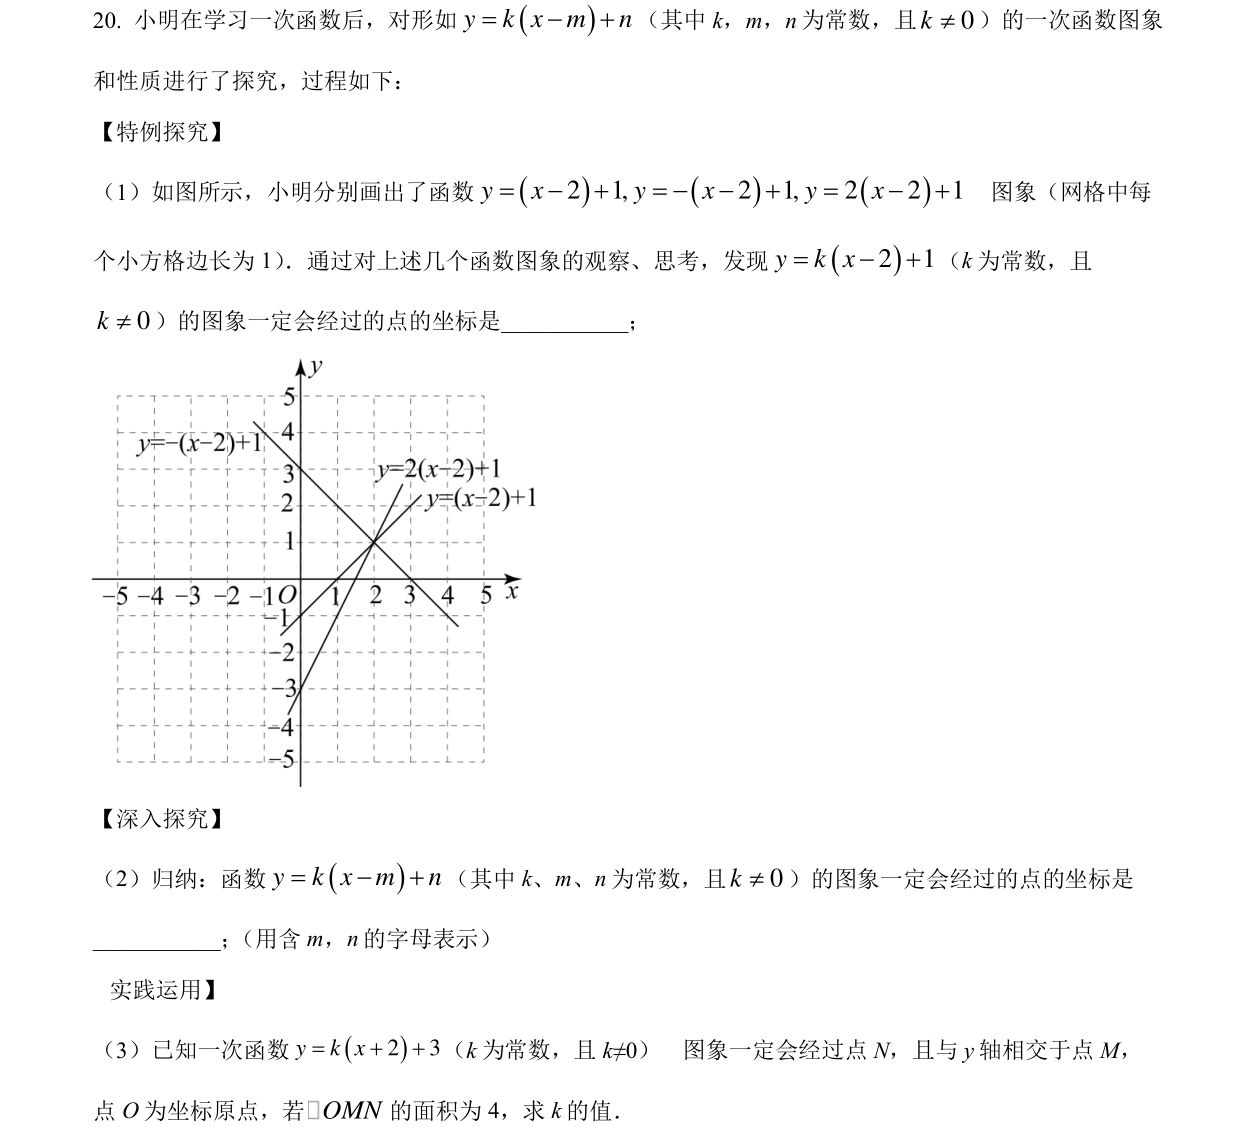 20. 小明在学习一次函数后，对形如 y=k(x−m)+n（其中 k，m，n 为常数，且 k≠0）的一次函数图象
和性质进行了探究，过程如下：
【特例探究】
（1）如图所示，小明分别画出了函数 y=(x−2)+1, y=−(x−2)+1, y=2(x−2)+1 图象（网格中每
个小方格边长为 1）．通过对上述几个函数图象的观察、思考，发现 y=k(x−2)+1（k 为常数，且
k≠0）的图象一定会经过的点的坐标是___________；
y
5
y=−(x−2)+1 4
3 y=2(x−2)+1
2 y=(x−2)+1
1
−5 −4 −3 −2 −1 O 1 2 3 4 5 x
−1
−2
−3
−4
−5
【深入探究】
（2）归纳：函数 y=k(x−m)+n（其中 k、m、n 为常数，且 k≠0）的图象一定会经过的点的坐标是
___________；（用含 m，n 的字母表示）
实践运用】
（3）已知一次函数 y=k(x+2)+3（k 为常数，且 k≠0） 图象一定会经过点 N，且与 y 轴相交于点 M，
点 O 为坐标原点，若□OMN 的面积为 4，求 k 的值．